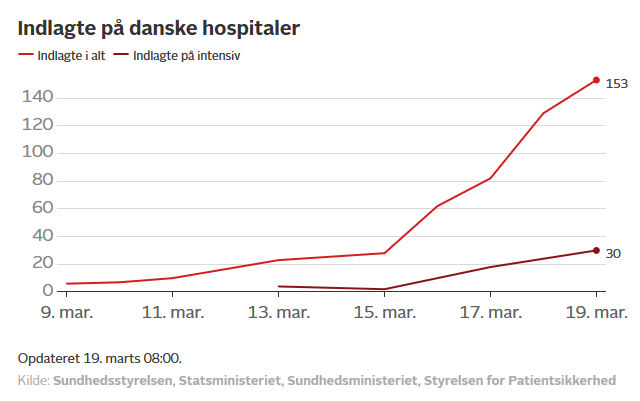 Indlagte på danske hospitaler
Indlagte i alt Indlagte på intensiv
140
120
100
80
60
40
20
0
153
30
9. mar. 11. mar. 13. mar. 15. mar. 17. mar. 19. mar.
Opdateret 19. marts 08:00.
Kilde: Sundhedsstyrelsen, Statsministeriet, Sundhedsministeriet, Styrelsen for Patientsikkerhed